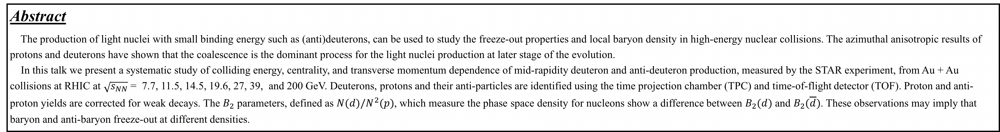 Abstract
The production of light nuclei with small binding energy such as (anti)deuterons, can be used to study the freeze-out properties and local baryon density in high-energy nuclear collisions. The azimuthal anisotropic results of
protons and deuterons have shown that the coalescence is the dominant process for the light nuclei production at later stage of the evolution.
In this talk we present a systematic study of colliding energy, centrality, and transverse momentum dependence of mid-rapidity deuteron and anti-deuteron production, measured by the STAR experiment, from Au + Au
collisions at RHIC at √s_NN = 7.7, 11.5, 14.5, 19.6, 27, 39, and 200 GeV. Deuterons, protons and their anti-particles are identified using the time projection chamber (TPC) and time-of-flight detector (TOF). Proton and anti-
proton yields are corrected for weak decays. The B₂ parameters, defined as N(d)/N²(p), which measure the phase space density for nucleons show a difference between B₂(d) and B₂(d̅). These observations may imply that
baryon and anti-baryon freeze-out at different densities.